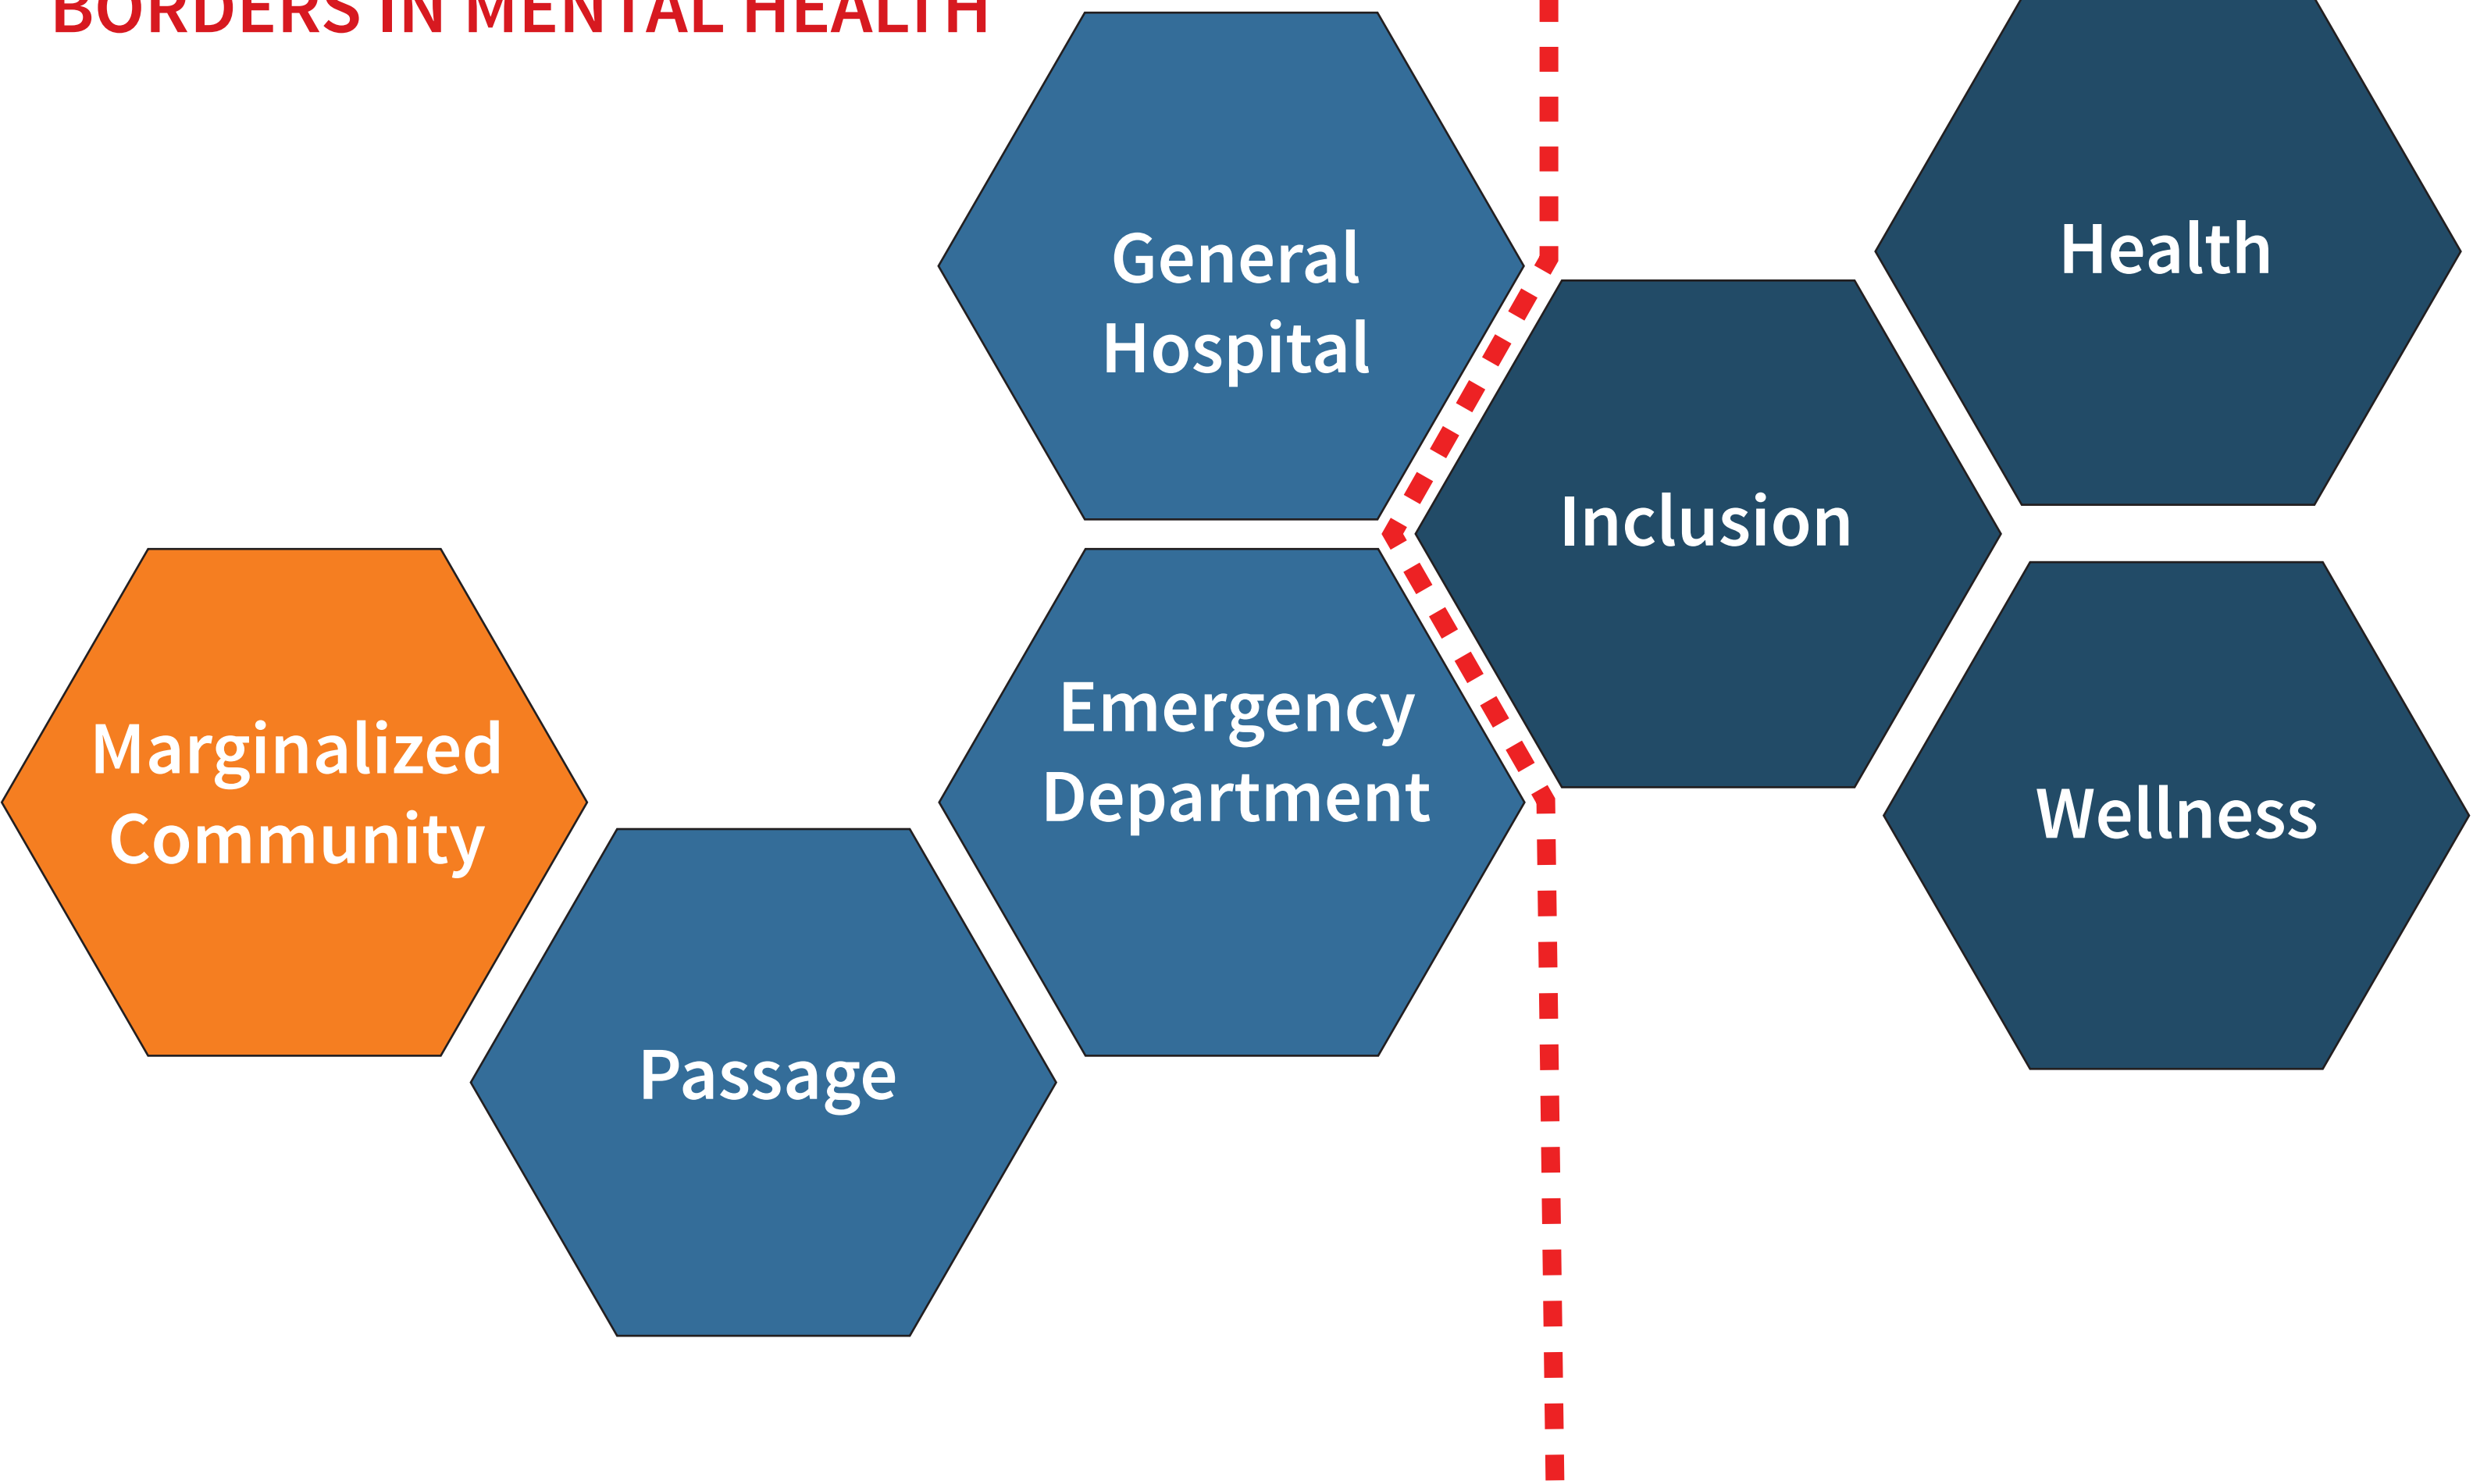 BORDERS IN MENTAL HEALTH
General
Hospital
Health
Inclusion
Emergency
Department
Marginalized
Community
Wellness
Passage